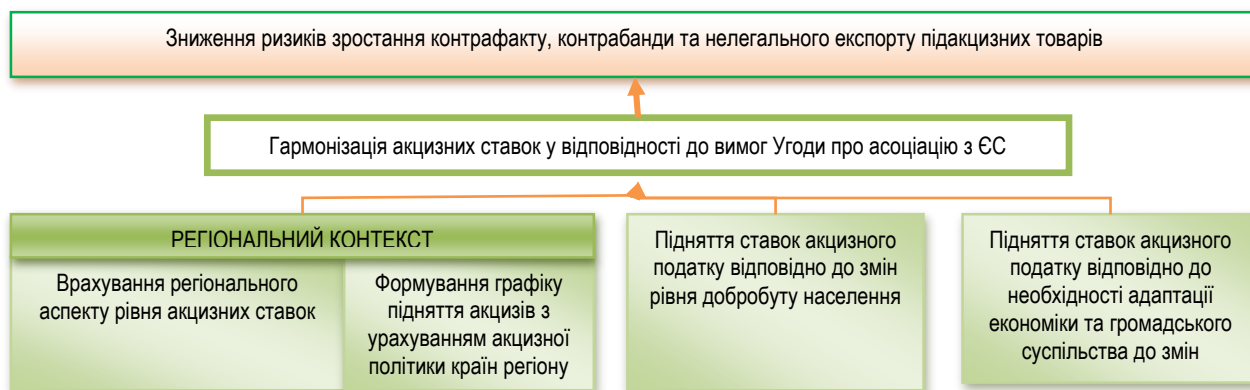 Зниження ризиків зростання контрафакту, контрабанди та нелегального експорту підакцизних товарів
Гармонізація акцизних ставок у відповідності до вимог Угоди про асоціацію з ЄС
РЕГІОНАЛЬНИЙ КОНТЕКСТ
Врахування регіонального
аспекту рівня акцизних ставок
Формування графіку
підняття акцизів з
урахуванням акцизної
політики країн регіону
Підняття ставок акцизного
податку відповідно до змін
рівня добробуту населення
Підняття ставок акцизного
податку відповідно до
необхідності адаптації
економіки та громадського
суспільства до змін